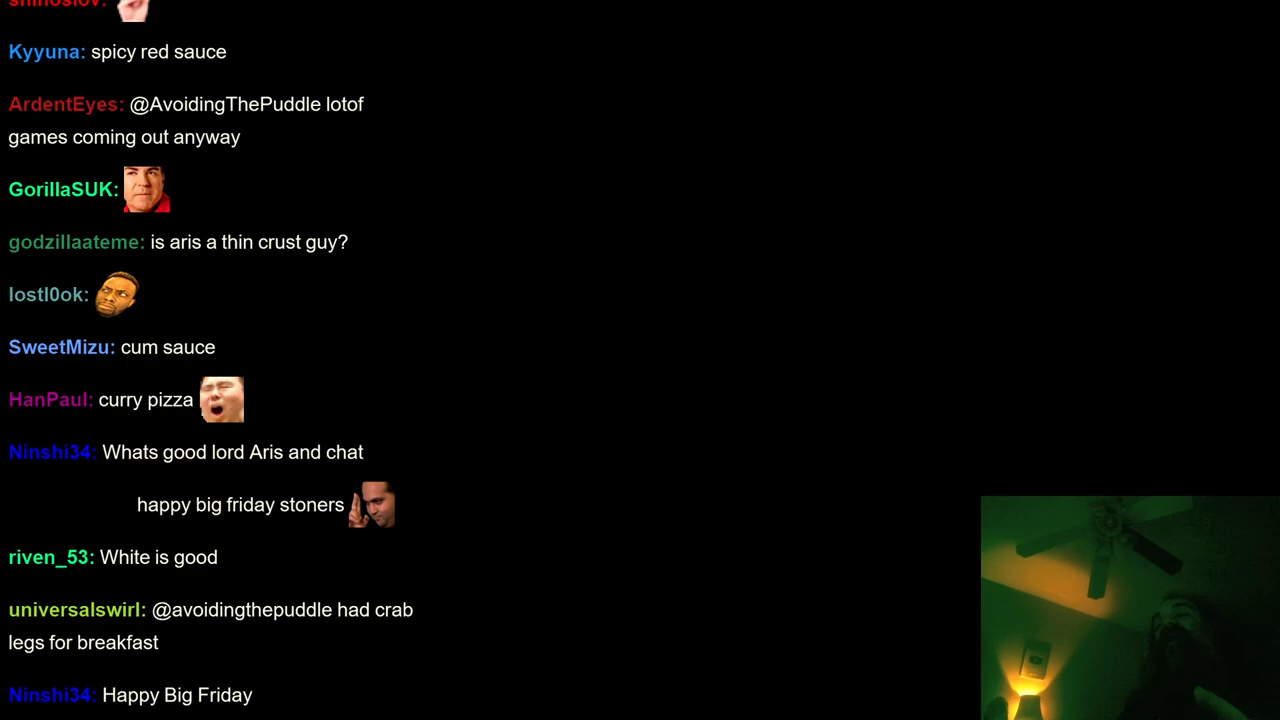 shinoslov:
Kyyuna: spicy red sauce
ArdentEyes: @AvoidingThePuddle lotof
games coming out anyway
GorillaSUK:
godzillaateme: is aris a thin crust guy?
lostl0ok:
SweetMizu: cum sauce
HanPaul: curry pizza
Ninshi34: Whats good lord Aris and chat
happy big friday stoners
riven_53: White is good
universalswirl: @avoidingthepuddle had crab
legs for breakfast
Ninshi34: Happy Big Friday